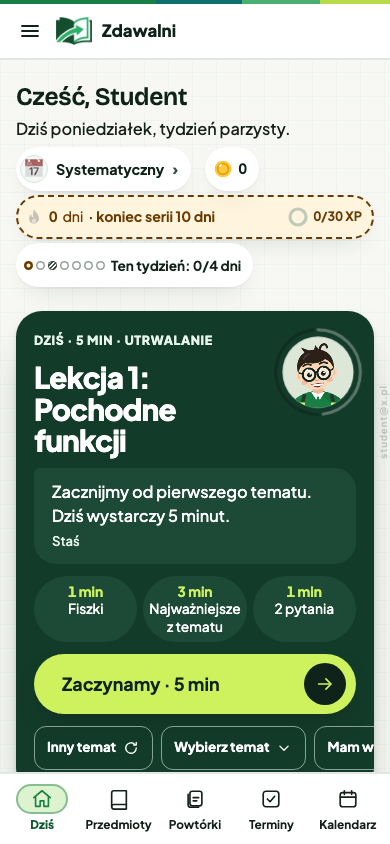 Zdawalni
Cześć, Student
Dziś poniedziałek, tydzień parzysty.
Systematyczny ›
0
0 dni · koniec serii 10 dni
0/30 XP
Ten tydzień: 0/4 dni
DZIŚ · 5 MIN · UTRWALANIE
Lekcja 1:
Pochodne
funkcji
Zacznijmy od pierwszego tematu.
Dziś wystarczy 5 minut.
Staś
1 min
Fiszki
3 min
Najważniejsze
z tematu
1 min
2 pytania
Zaczynamy · 5 min
Inny temat
Wybierz temat
Mam w
student@x.pl
Dziś
Przedmioty
Powtórki
Terminy
Kalendarz